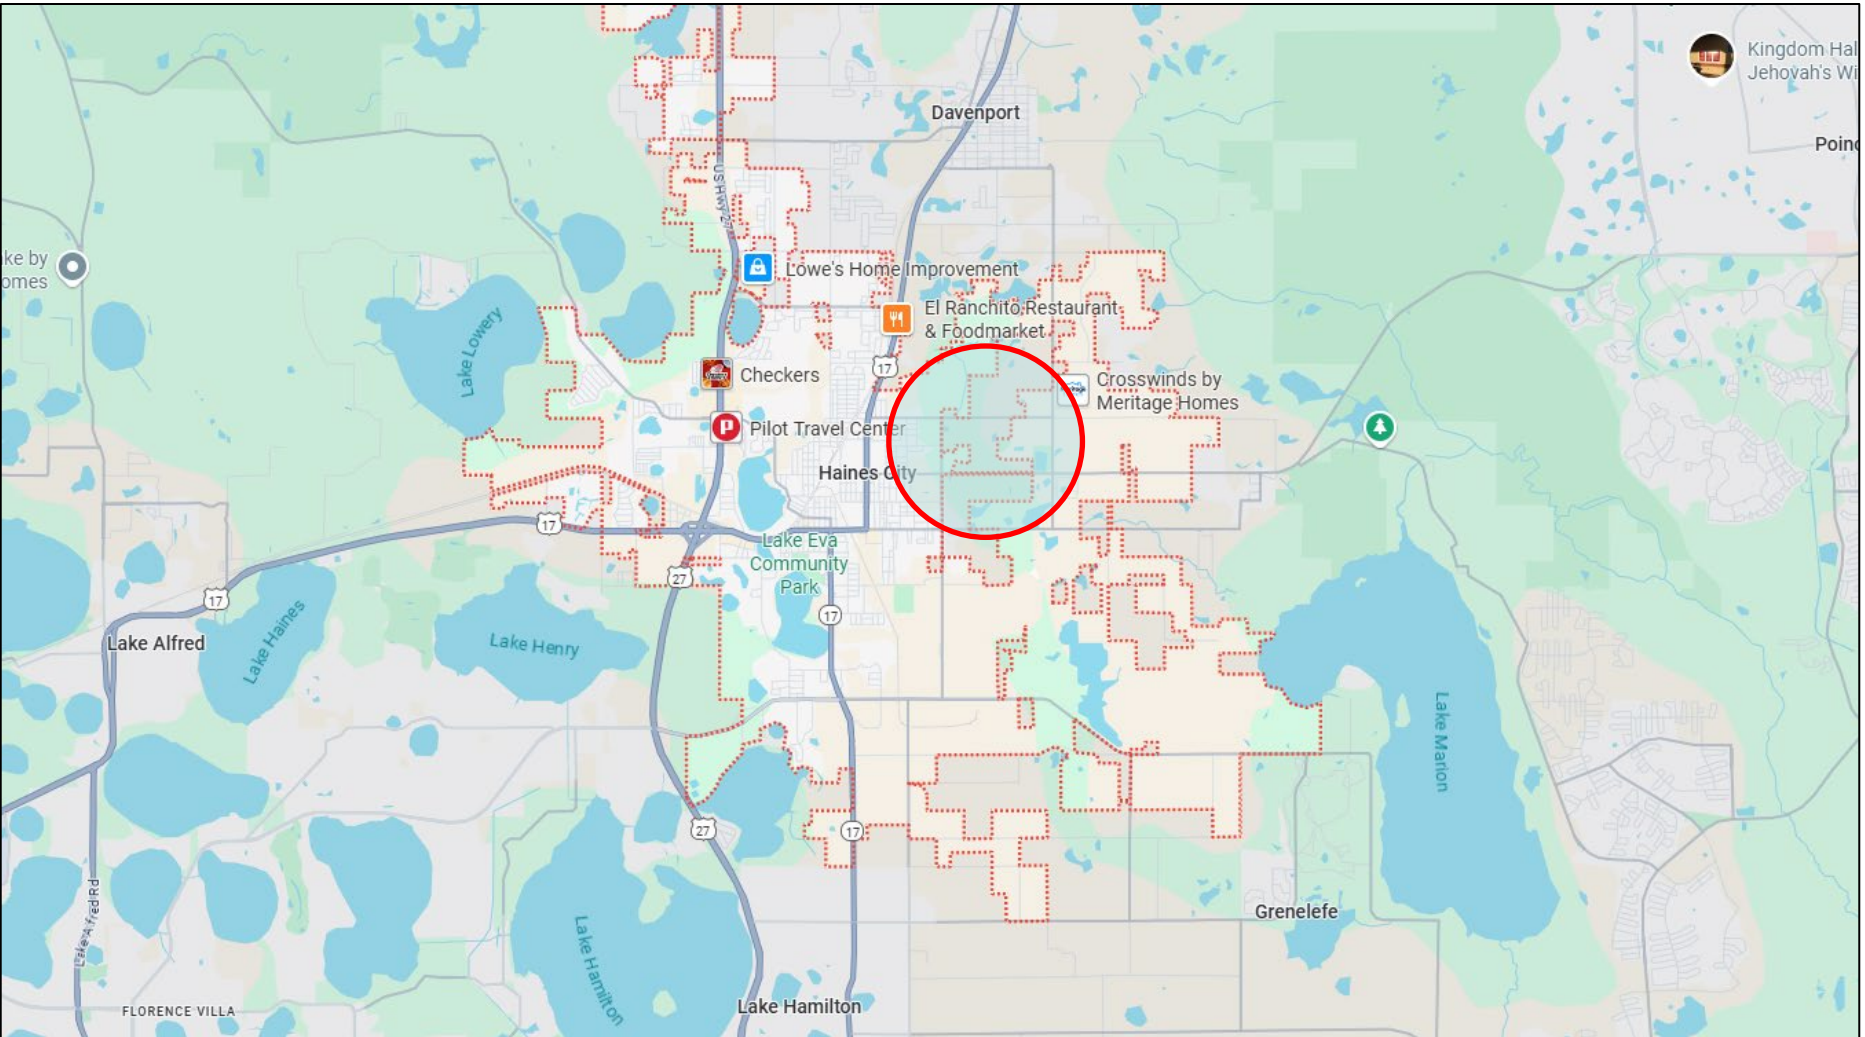 Kingdom Hal
Jehovah's Wi
Davenport
Poinc
US Hwy 27
ke by
omes
Lowe's Home Improvement
El Ranchito Restaurant
& Foodmarket
Lake Lowery
17
Checkers
Crosswinds by
Meritage Homes
P
Pilot Travel Center
Haines City
17
Lake Eva
Community
Park
27
17
17
Lake Alfred
Lake Haines
Lake Henry
Lake Marion
27
17
Lake Alfred Rd
Grenelefe
Lake Hamilton
FLORENCE VILLA
Lake Hamilton